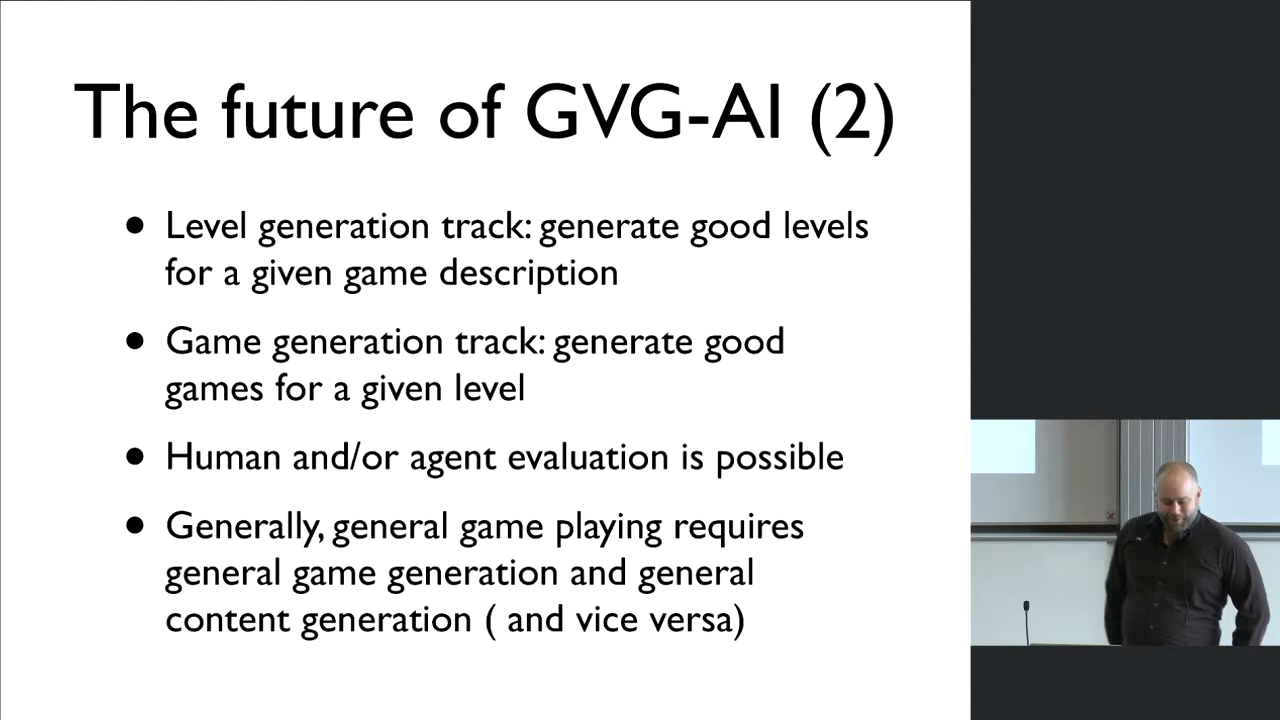 The future of GVG-AI (2)
• Level generation track: generate good levels
for a given game description
• Game generation track: generate good
games for a given level
• Human and/or agent evaluation is possible
• Generally, general game playing requires
general game generation and general
content generation ( and vice versa)